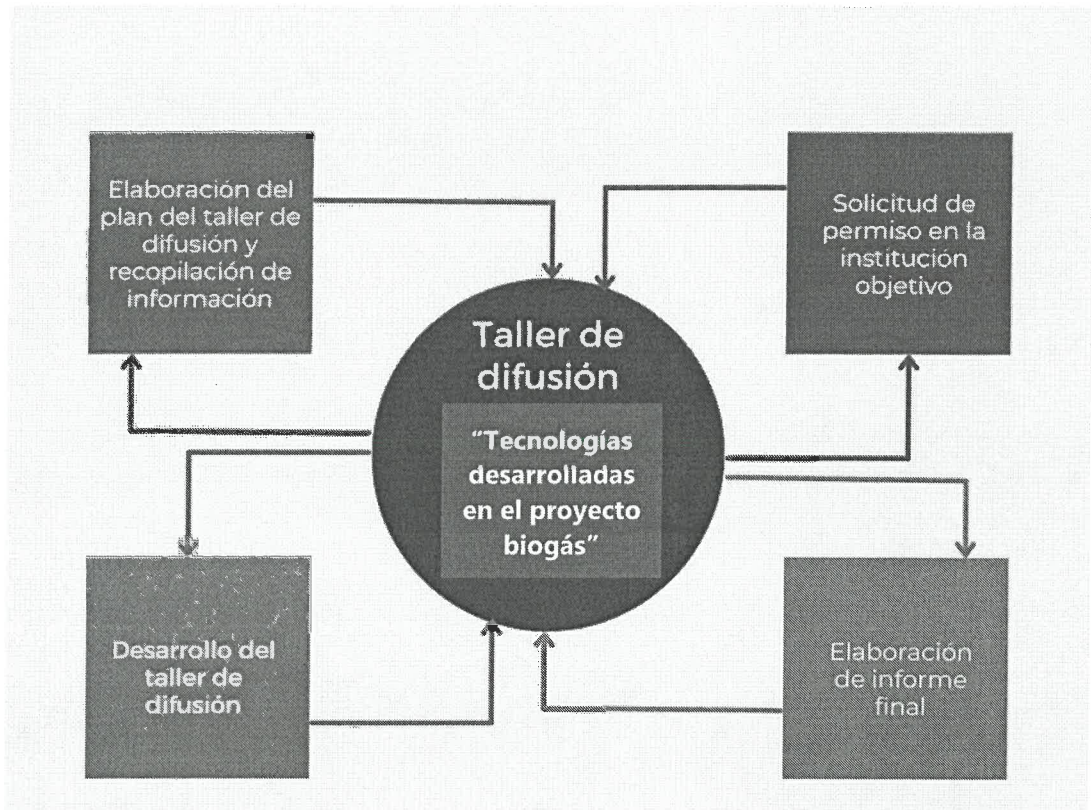 Elaboración del
plan del taller de
difusión y
recopilación de
información
Solicitud de
permiso en la
institución
objetivo
Taller de
difusión
“Tecnologías
desarrolladas
en el proyecto
biogás”
Desarrollo del
taller de
difusión
Elaboración
de informe
final